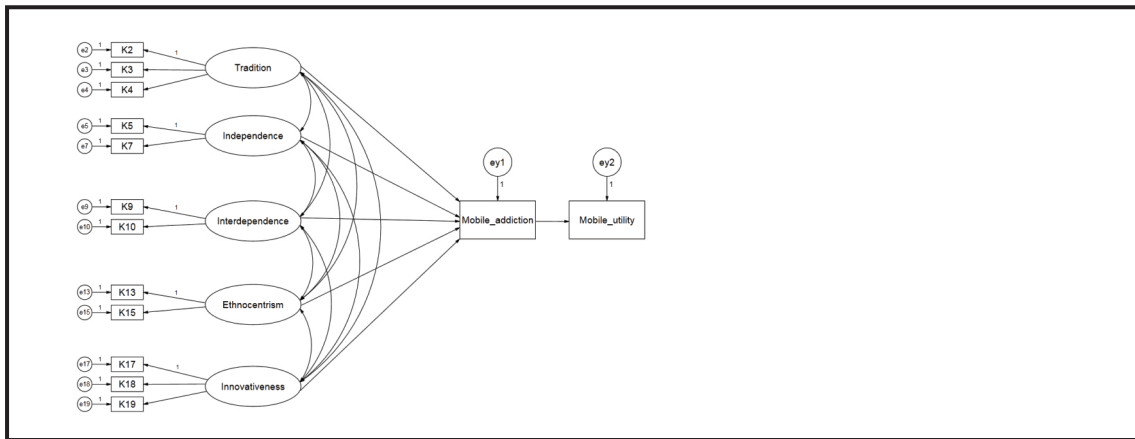 e2 1 K2 1
e3 1 K3
e4 1 K4
Tradition
e5 1 K5 1
e7 1 K7
Independence
e9 1 K9 1
e10 1 K10
Interdependence
e13 1 K13 1
e15 1 K15
Ethnocentrism
e17 1 K17 1
e18 1 K18
e19 1 K19
Innovativeness
ey1
1
Mobile_addiction
ey2
1
Mobile_utility